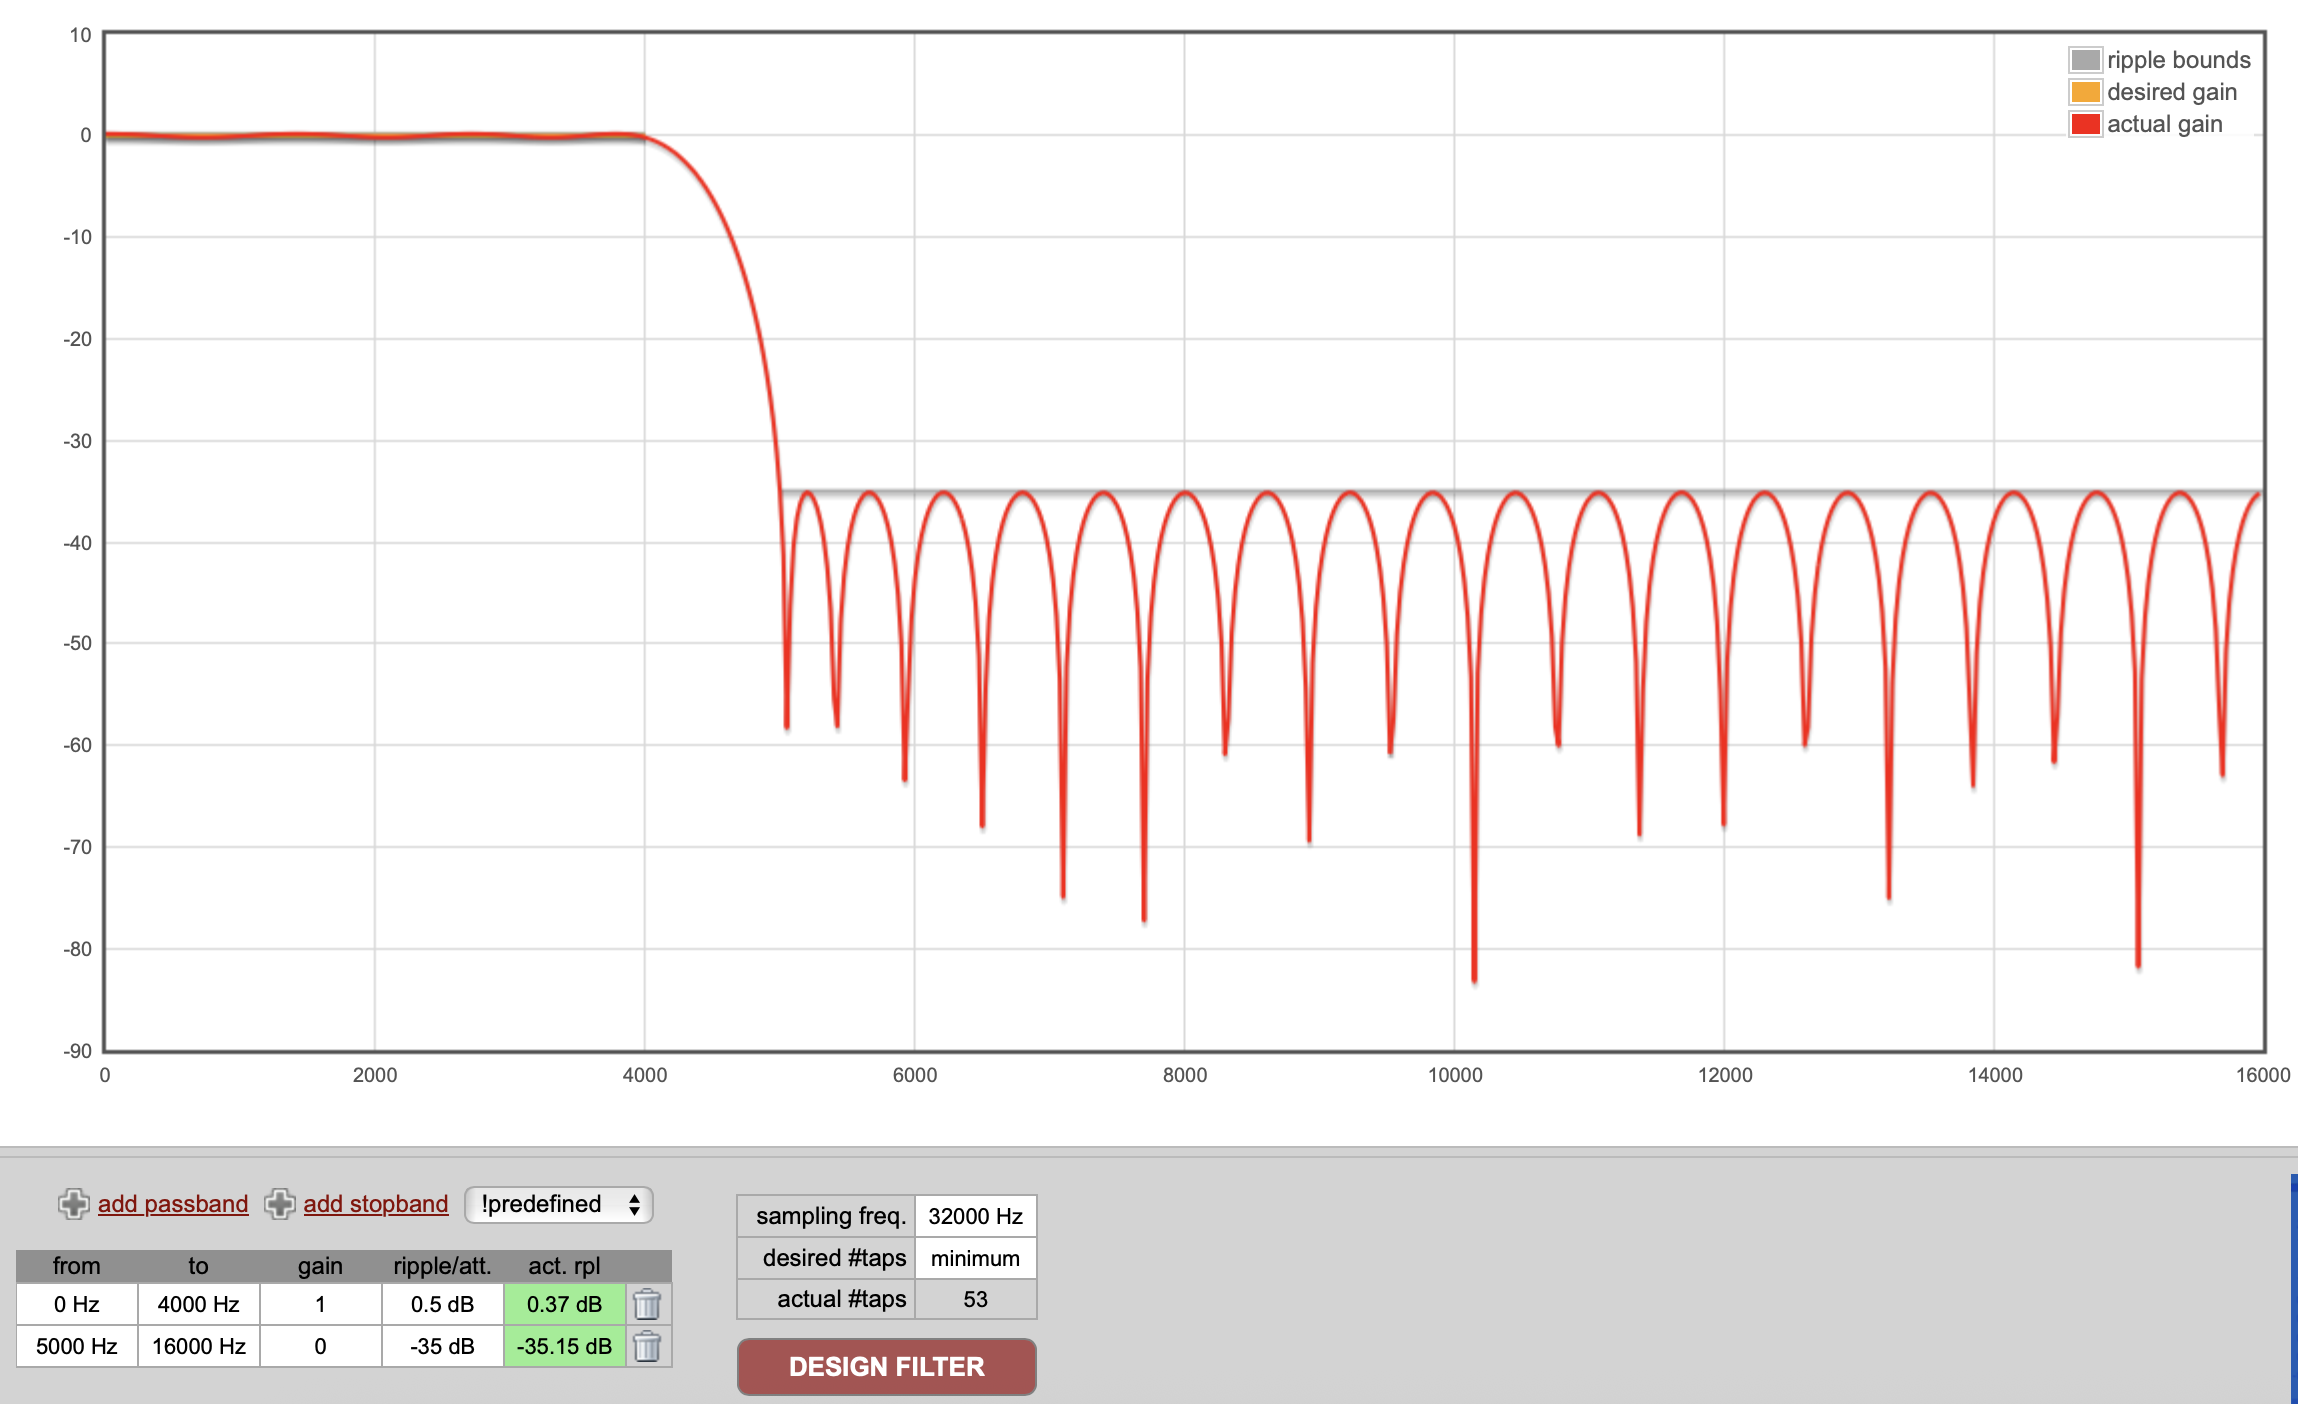 10
ripple bounds
desired gain
actual gain
0
-10
-20
-30
-40
-50
-60
-70
-80
-90
0 2000 4000 6000 8000 10000 12000 14000 16000
add passband add stopband !predefined
from to gain ripple/att. act. rpl
0 Hz 4000 Hz 1 0.5 dB 0.37 dB
5000 Hz 16000 Hz 0 -35 dB -35.15 dB
sampling freq. 32000 Hz
desired #taps minimum
actual #taps 53
DESIGN FILTER